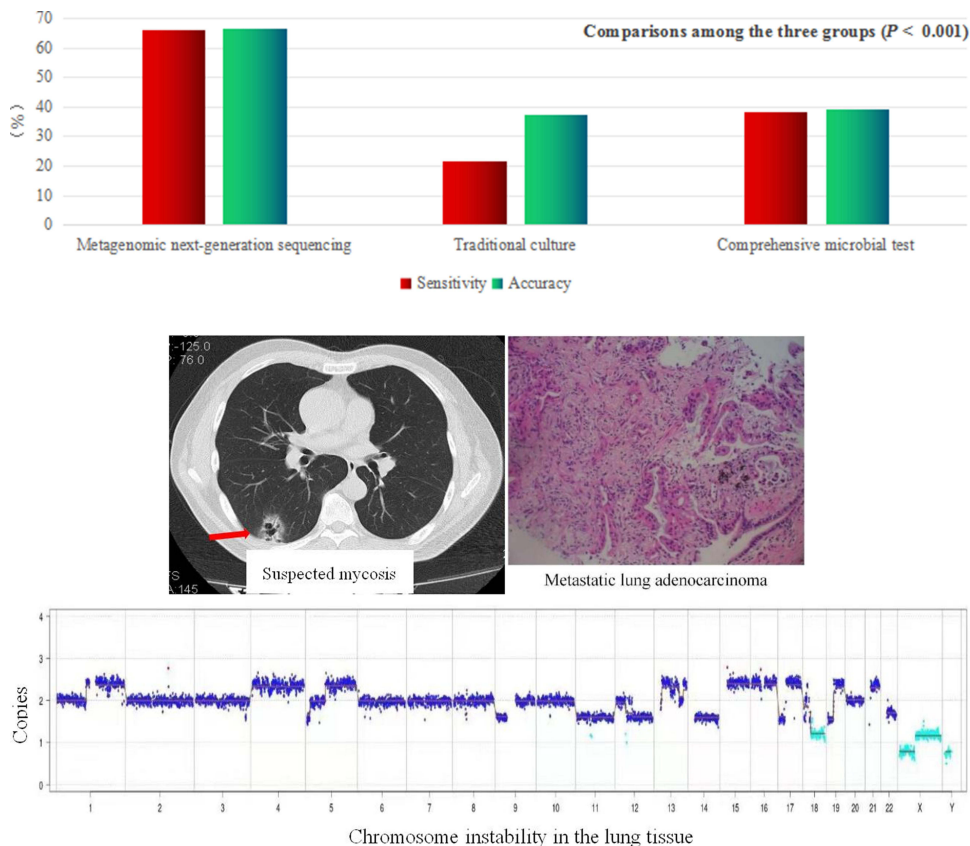 70
60
50
40
30
20
10
0
(%)
Comparisons among the three groups (P < 0.001)
Metagenomic next-generation sequencing
Traditional culture
Comprehensive microbial test
Sensitivity
Accuracy
-125.0
76.0
A:145
Suspected mycosis
Metastatic lung adenocarcinoma
4
3
2
1
0
Copies
1 2 3 4 5 6 7 8 9 10 11 12 13 14 15 16 17 18 19 20 21 22 X Y
Chromosome instability in the lung tissue